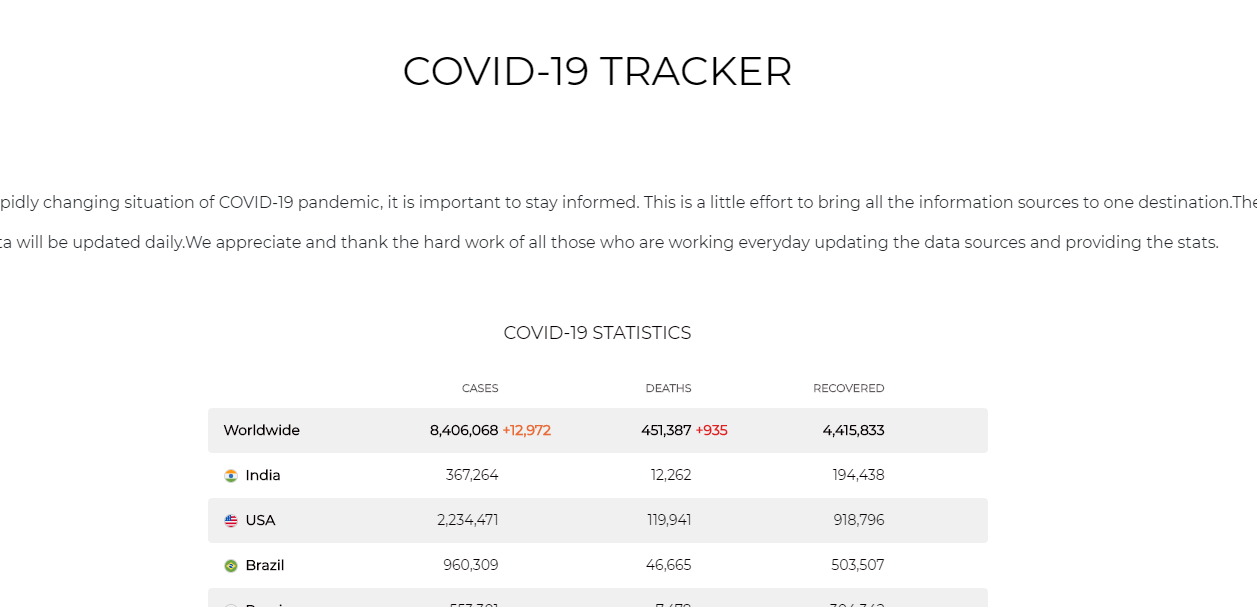 COVID-19 TRACKER
pidly changing situation of COVID-19 pandemic, it is important to stay informed. This is a little effort to bring all the information sources to one destination.The
ta will be updated daily.We appreciate and thank the hard work of all those who are working everyday updating the data sources and providing the stats.
COVID-19 STATISTICS
CASES DEATHS RECOVERED
Worldwide 8,406,068 +12,972 451,387 +935 4,415,833
India 367,264 12,262 194,438
USA 2,234,471 119,941 918,796
Brazil 960,309 46,665 503,507